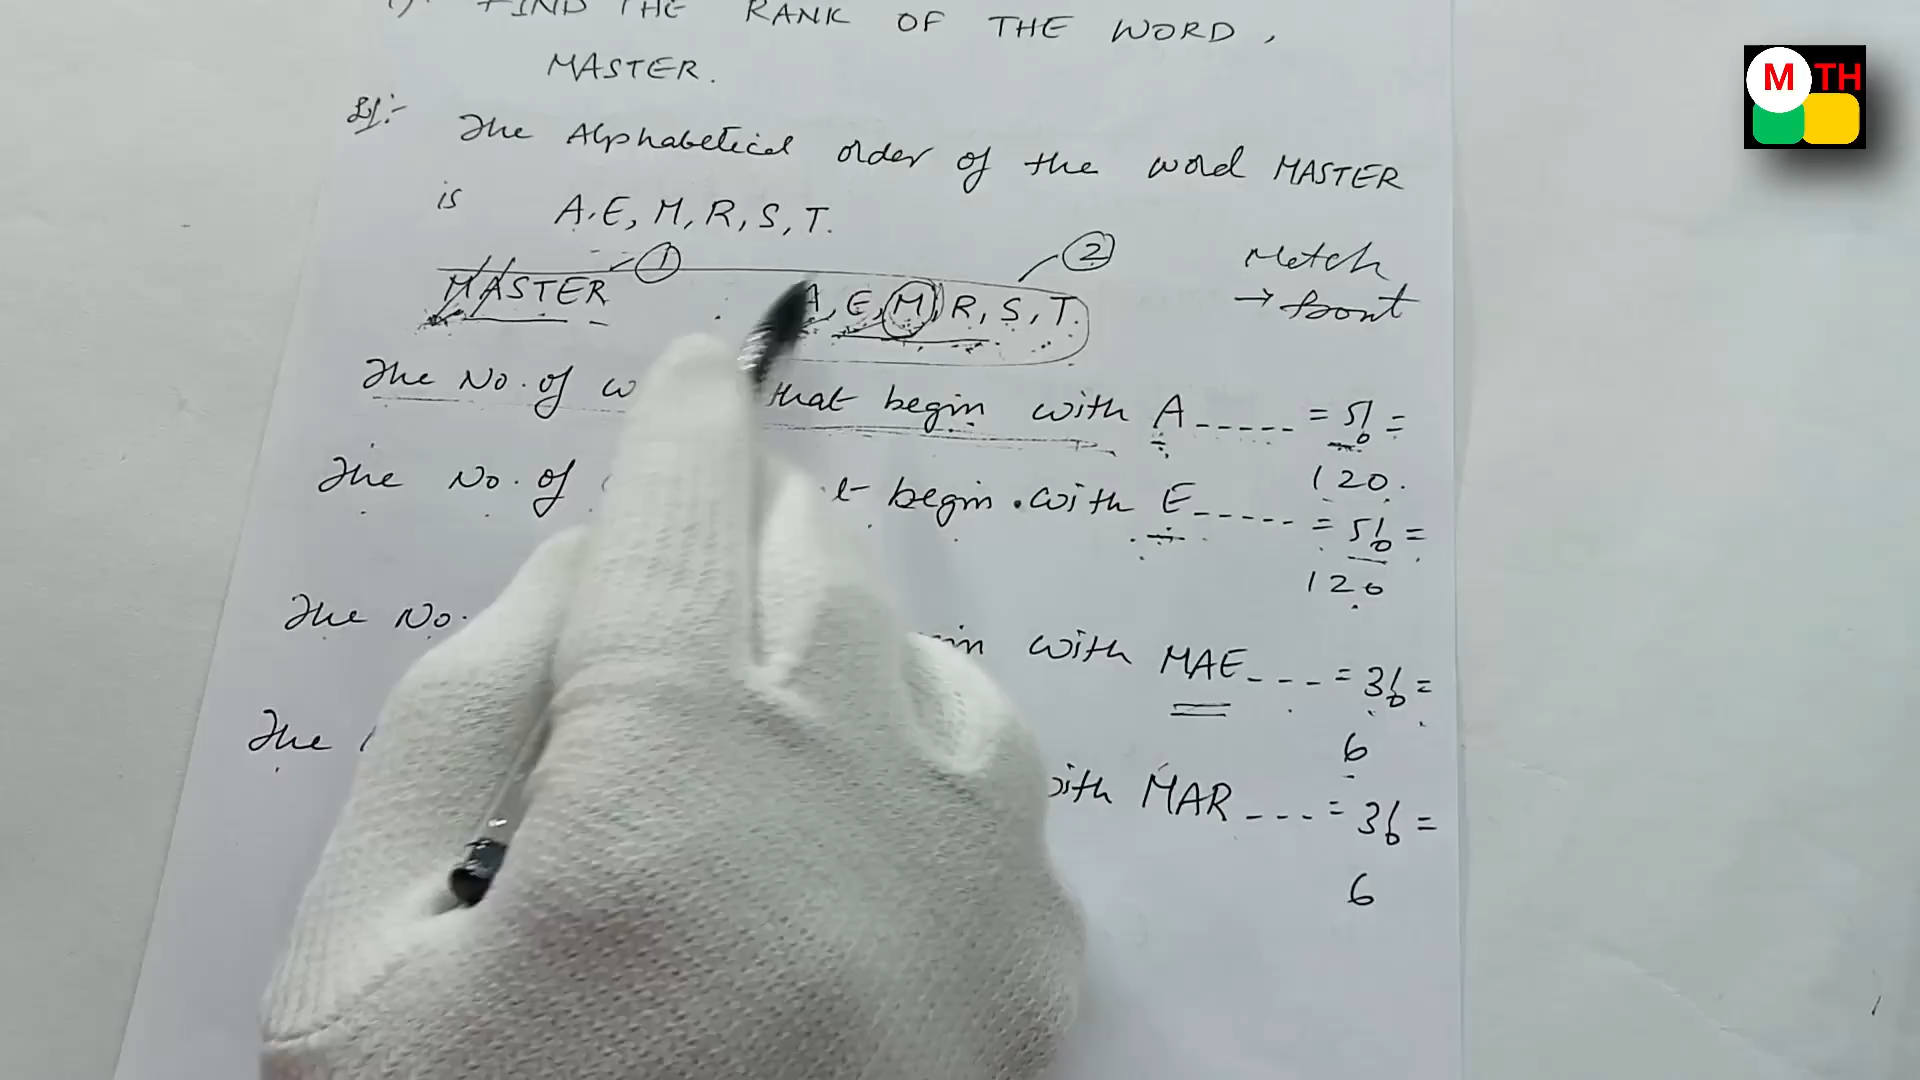 1). FIND THE RANK OF THE WORD,
MASTER.
M TH
Sol:- The Alphabetical order of the word MASTER
is A, E, M, R, S, T.
1 2
MASTER A, E, M, R, S, T. Match
→ front
The No. of that begin with A----- = 5! =
120.
The No. of begin with E----- = 5! =
120
The No. with MAE--- = 3! =
6
The with MAR--- = 3! =
6